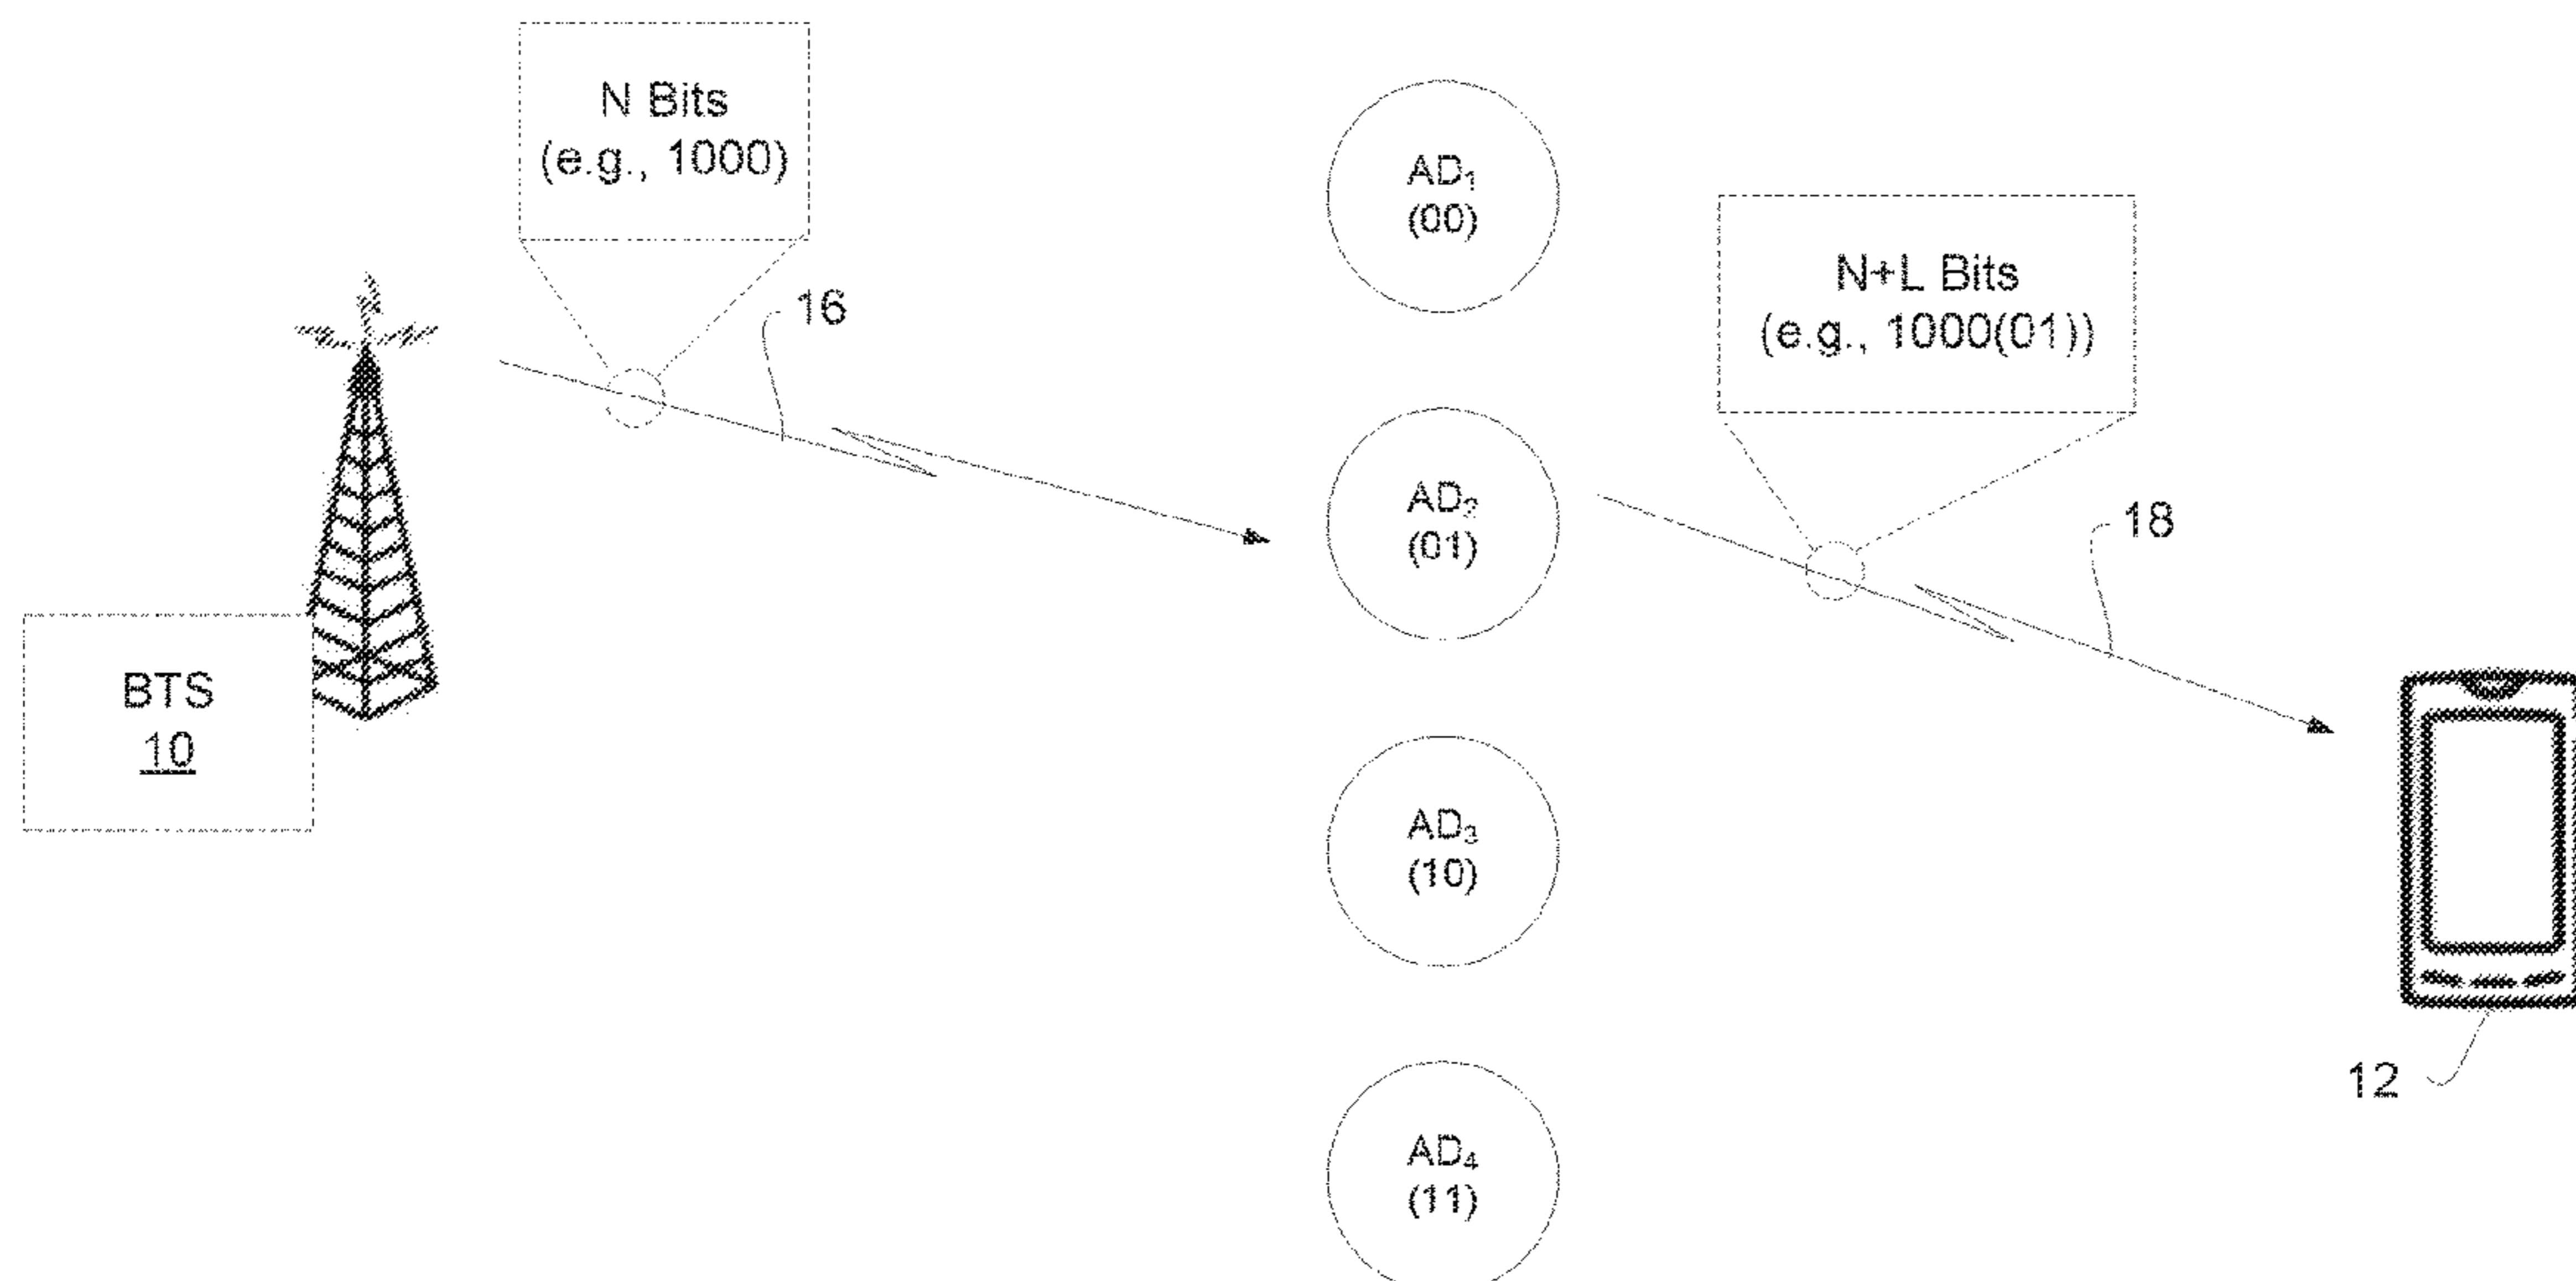 N Bits
(e.g., 1000)
16
BTS
10
AD₁
(00)
AD₂
(01)
AD₃
(10)
AD₄
(11)
N+L Bits
(e.g., 1000(01))
18
12